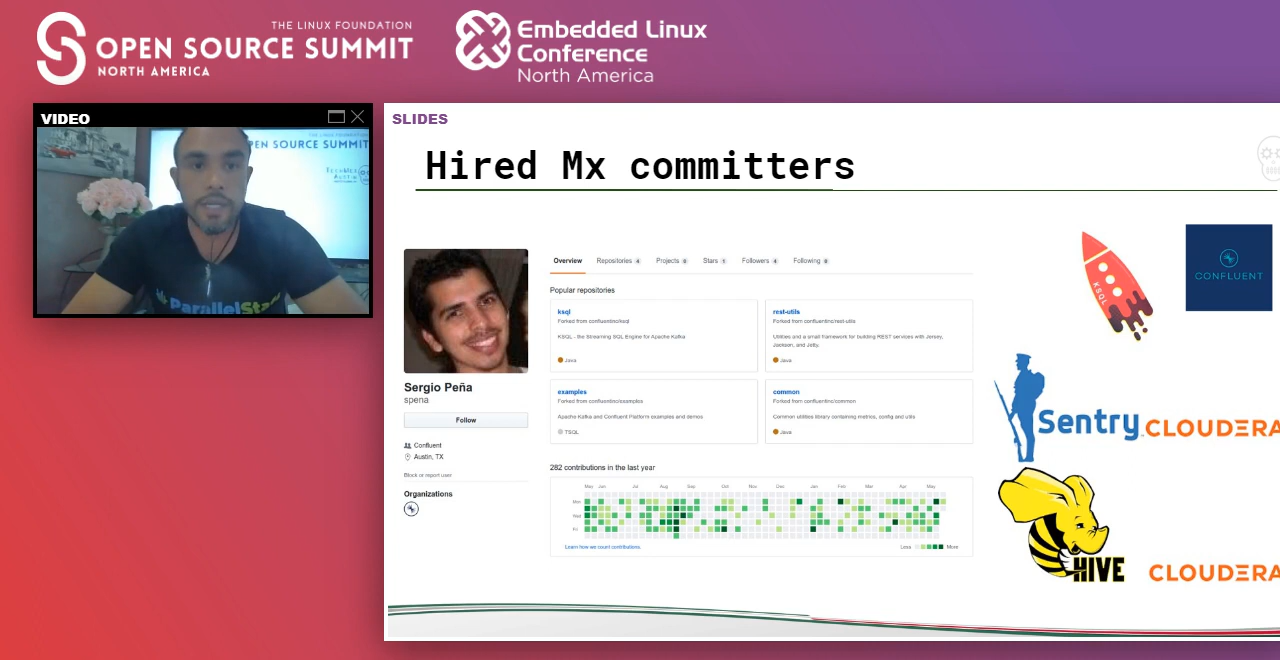 THE LINUX FOUNDATION
OPEN SOURCE SUMMIT
NORTH AMERICA
Embedded Linux
Conference
North America
VIDEO
PEN SOURCE SUMMIT
ParallelSta
SLIDES
Hired Mx committers
Sergio Peña
spena
Follow
Confluent
Austin, TX
Block or report user
Organizations
Overview Repositories 4 Projects 0 Stars 1 Followers 4 Following 0
Popular repositories
ksql
Forked from confluentinc/ksql
KSQL - the Streaming SQL Engine for Apache Kafka
Java
rest-utils
Forked from confluentinc/rest-utils
Utilities and a small framework for building REST services with Jersey,
Jackson, and Jetty.
Java
examples
Forked from confluentinc/examples
Apache Kafka and Confluent Platform examples and demos
TSQL
common
Forked from confluentinc/common
Common utilities library containing metrics, config and utils
Java
282 contributions in the last year
May Jun Jul Aug Sep Oct Nov Dec Jan Feb Mar Apr May
Mon
Wed
Fri
Learn how we count contributions.
Less More
KSQL
CONFLUENT
Sentry
CLOUDERA
HIVE
CLOUDERA